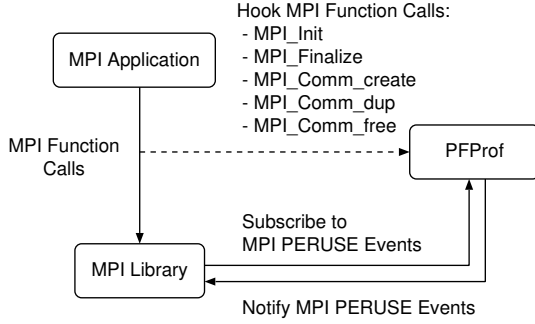 Hook MPI Function Calls:
- MPI_Init
- MPI_Finalize
- MPI_Comm_create
- MPI_Comm_dup
- MPI_Comm_free
MPI Application
MPI Function
Calls
PFProf
Subscribe to
MPI PERUSE Events
MPI Library
Notify MPI PERUSE Events